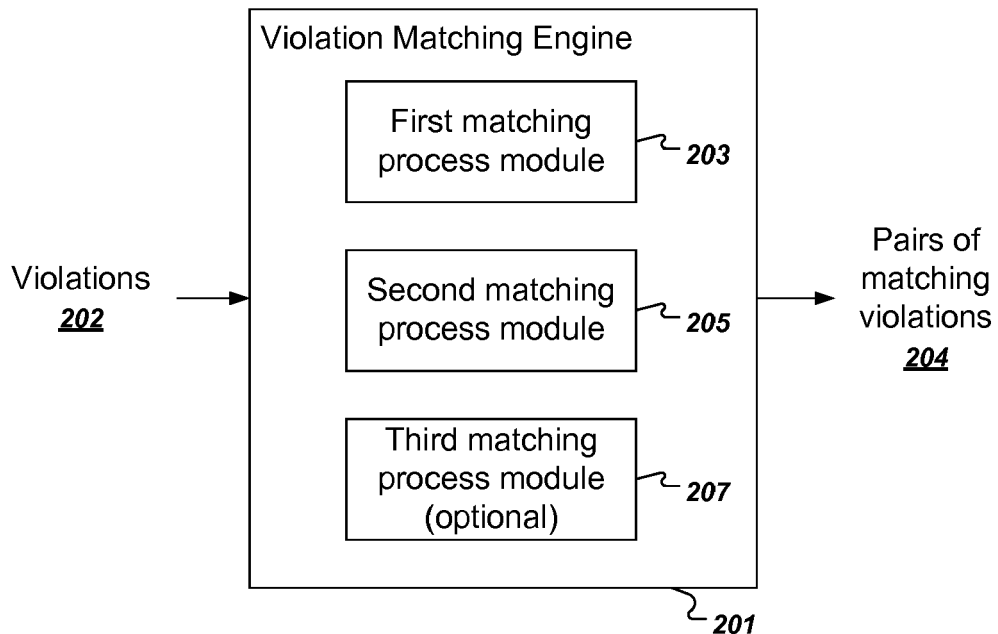 Violation Matching Engine
First matching
process module
203
Violations
202
Second matching
process module
205
Pairs of
matching
violations
204
Third matching
process module
(optional)
207
201